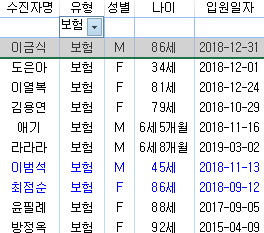 수진자명 유형 성별 나이 입원일자
보험
이금식 보험 M 86세 2018-12-31
도은아 보험 F 34세 2018-12-01
이열복 보험 F 81세 2018-12-24
김용연 보험 F 79세 2018-10-29
애기 보험 M 6세5개월 2018-11-16
라라라 보험 M 6세8개월 2019-03-02
이범석 보험 M 45세 2018-11-13
최점순 보험 F 86세 2018-09-12
윤필례 보험 F 88세 2017-09-05
방정옥 보험 F 92세 2015-04-09